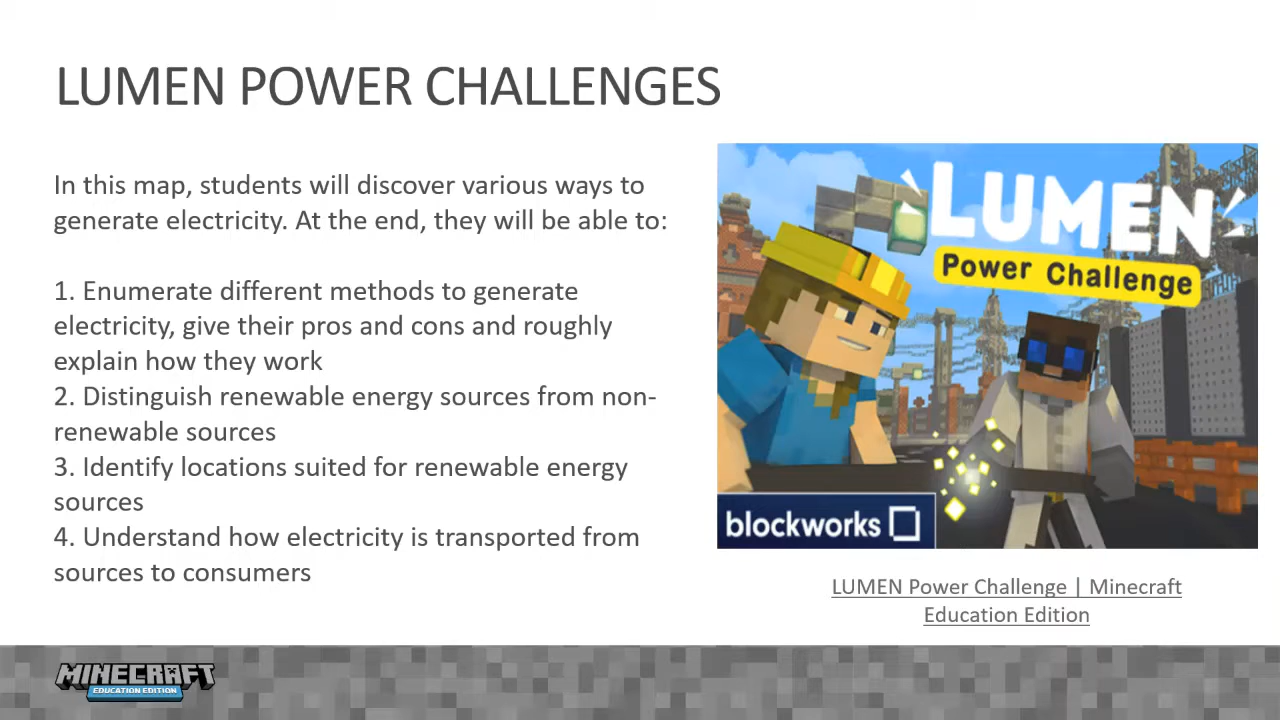 LUMEN POWER CHALLENGES
In this map, students will discover various ways to
generate electricity. At the end, they will be able to:
1. Enumerate different methods to generate
electricity, give their pros and cons and roughly
explain how they work
2. Distinguish renewable energy sources from non-
renewable sources
3. Identify locations suited for renewable energy
sources
4. Understand how electricity is transported from
sources to consumers
LUMEN
Power Challenge
blockworks
LUMEN Power Challenge | Minecraft
Education Edition
MINECRAFT
EDUCATION EDITION